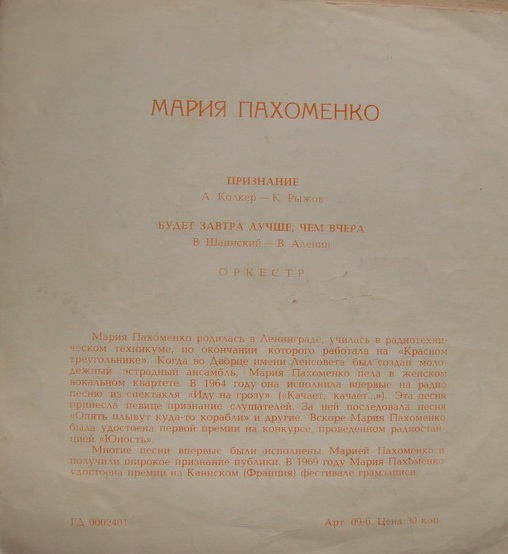 МАРИЯ ПАХОМЕНКО
ПРИЗНАНИЕ
А. Колкер — К. Рыжов
БУДЕТ ЗАВТРА ЛУЧШЕ, ЧЕМ ВЧЕРА
В. Шаинский — В. Аленин
ОРКЕСТР
Мария Пахоменко родилась в Ленинграде, училась в радиотехни-
ческом техникуме, по окончании которого работала на «Красном
треугольнике». Когда во Дворце имени Ленсовета был создан моло-
дежный эстрадный ансамбль, Мария Пахоменко пела в женском
вокальном квартете. В 1964 году она исполнила впервые на радио
песню из спектакля «Иду на грозу» («Качает, качает...»). Эта песня
принесла певице признание слушателей. За ней последовала песня
«Опять плывут куда-то корабли» и другие. Вскоре Мария Пахоменко
была удостоена первой премии на конкурсе, проведенном радиостан-
цией «Юность».
Многие песни впервые были исполнены Марией Пахоменко и
получили широкое признание публики. В 1969 году Мария Пахоменко
удостоена премии на Каннском (Франция) фестивале грамзаписи.
ГД 0002401
Арт. 09-6. Цена 30 коп.